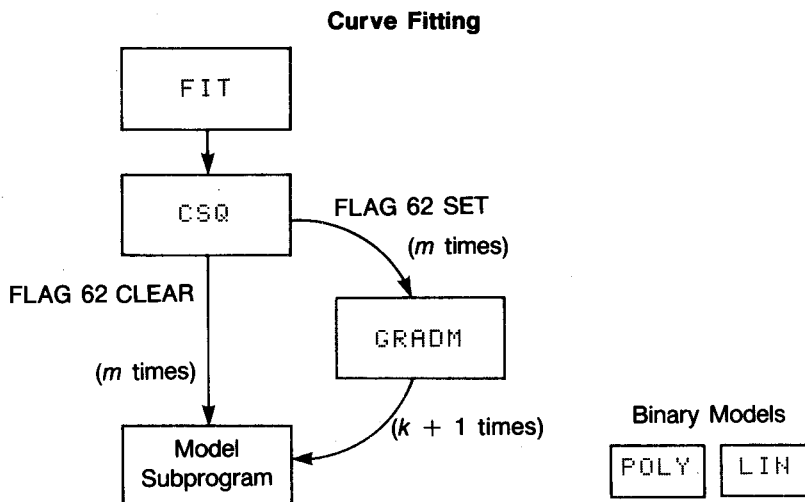 Curve Fitting
FIT
CSQ
FLAG 62 SET
(m times)
FLAG 62 CLEAR
GRADM
(m times)
(k + 1 times)
Model
Subprogram
Binary Models
POLY LIN